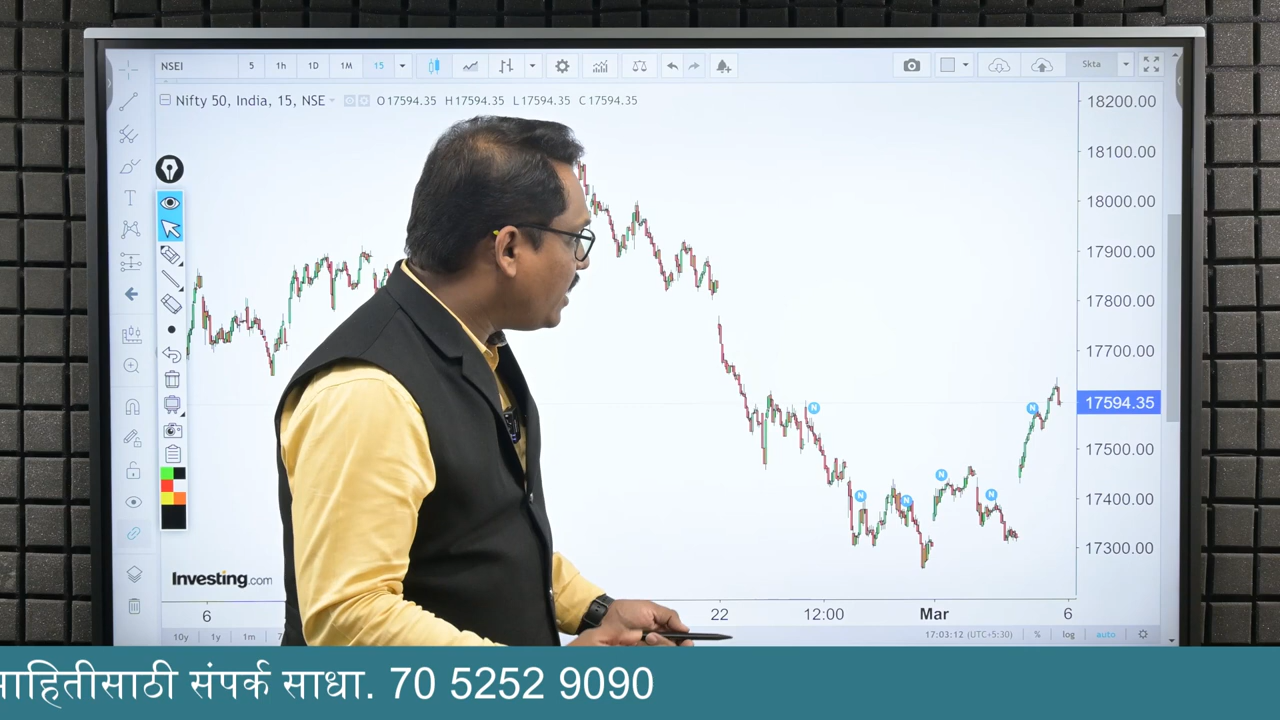 NSEI 5 1h 1D 1M 15 Skta
Nifty 50, India, 15, NSE O17594.35 H17594.35 L17594.35 C17594.35
18200.00
18100.00
18000.00
17900.00
17800.00
17700.00
17594.35
17500.00
17400.00
17300.00
N
N
N
N
N
N
T
Investing.com
6 22 12:00 Mar 6
10y 1y 1m 17:03:12 (UTC+5:30) % log auto
संपर्क साधा. 70 5252 9090